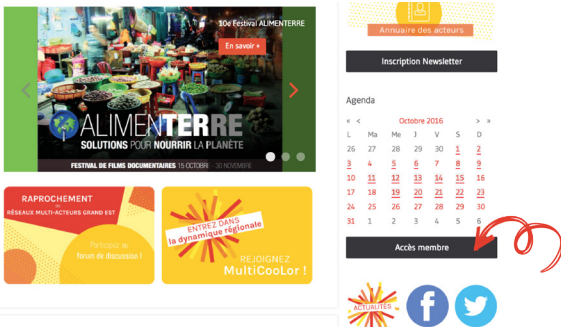 10e Festival ALIMENTERRE
En savoir +
ALIMENTERRE
SOLUTIONS POUR NOURRIR LA PLANÈTE
FESTIVAL DE FILMS DOCUMENTAIRES 15 OCTOBRE - 30 NOVEMBRE
RAPROCHEMENT
RÉSEAUX MULTI-ACTEURS GRAND EST
Participez au
forum de discussion !
ENTREZ DANS
la dynamique régionale
REJOIGNEZ
MultiCooLor !
Annuaire des acteurs
Inscription Newsletter
Agenda
« < Octobre 2016 > »
L Ma Me J V S D
26 27 28 29 30 1 2
3 4 5 6 7 8 9
10 11 12 13 14 15 16
17 18 19 20 21 22 23
24 25 26 27 28 29 30
31 1 2 3 4 5 6
Accès membre
ACTUALITÉS
f